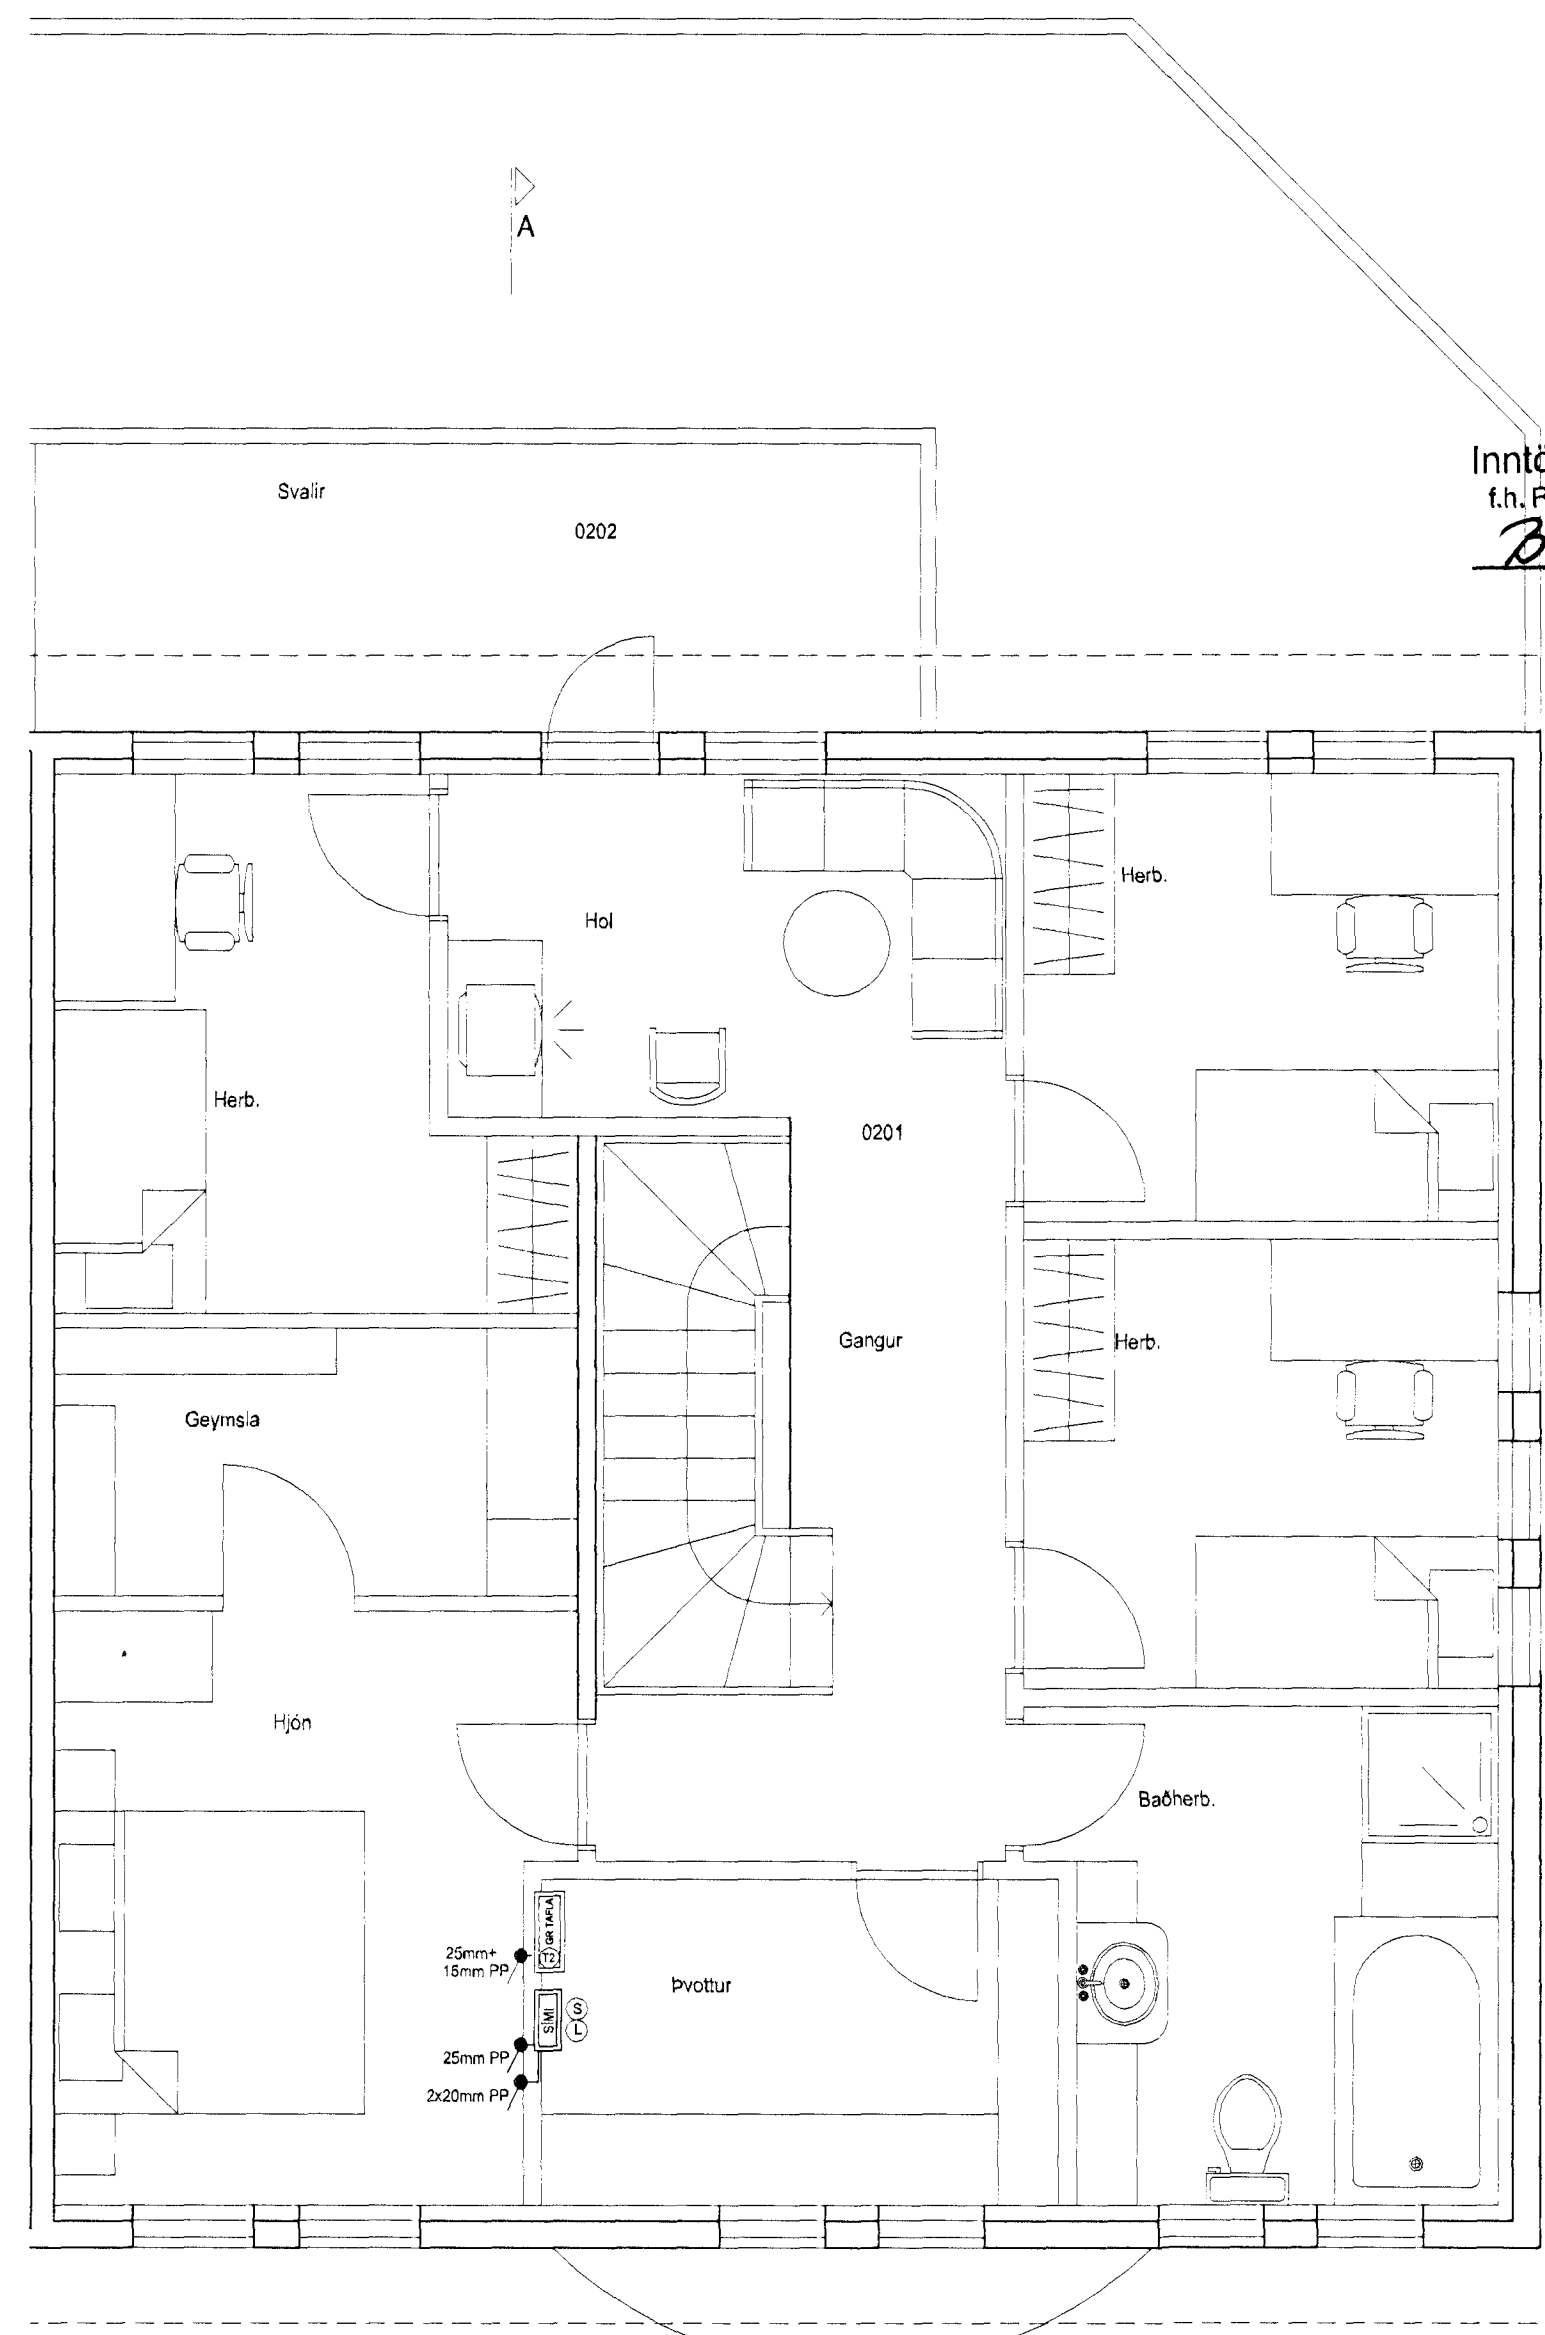 A
Inntö
f.h.
Svalir
0202
Herb.
Hol
Herb.
0201
Gangur
Herb.
Geymsla
Hjón
Baðherb.
GR TAFLA
T2
25mm+
15mm PP
Þvottur
SÍMI
S
L
25mm PP
2x20mm PP